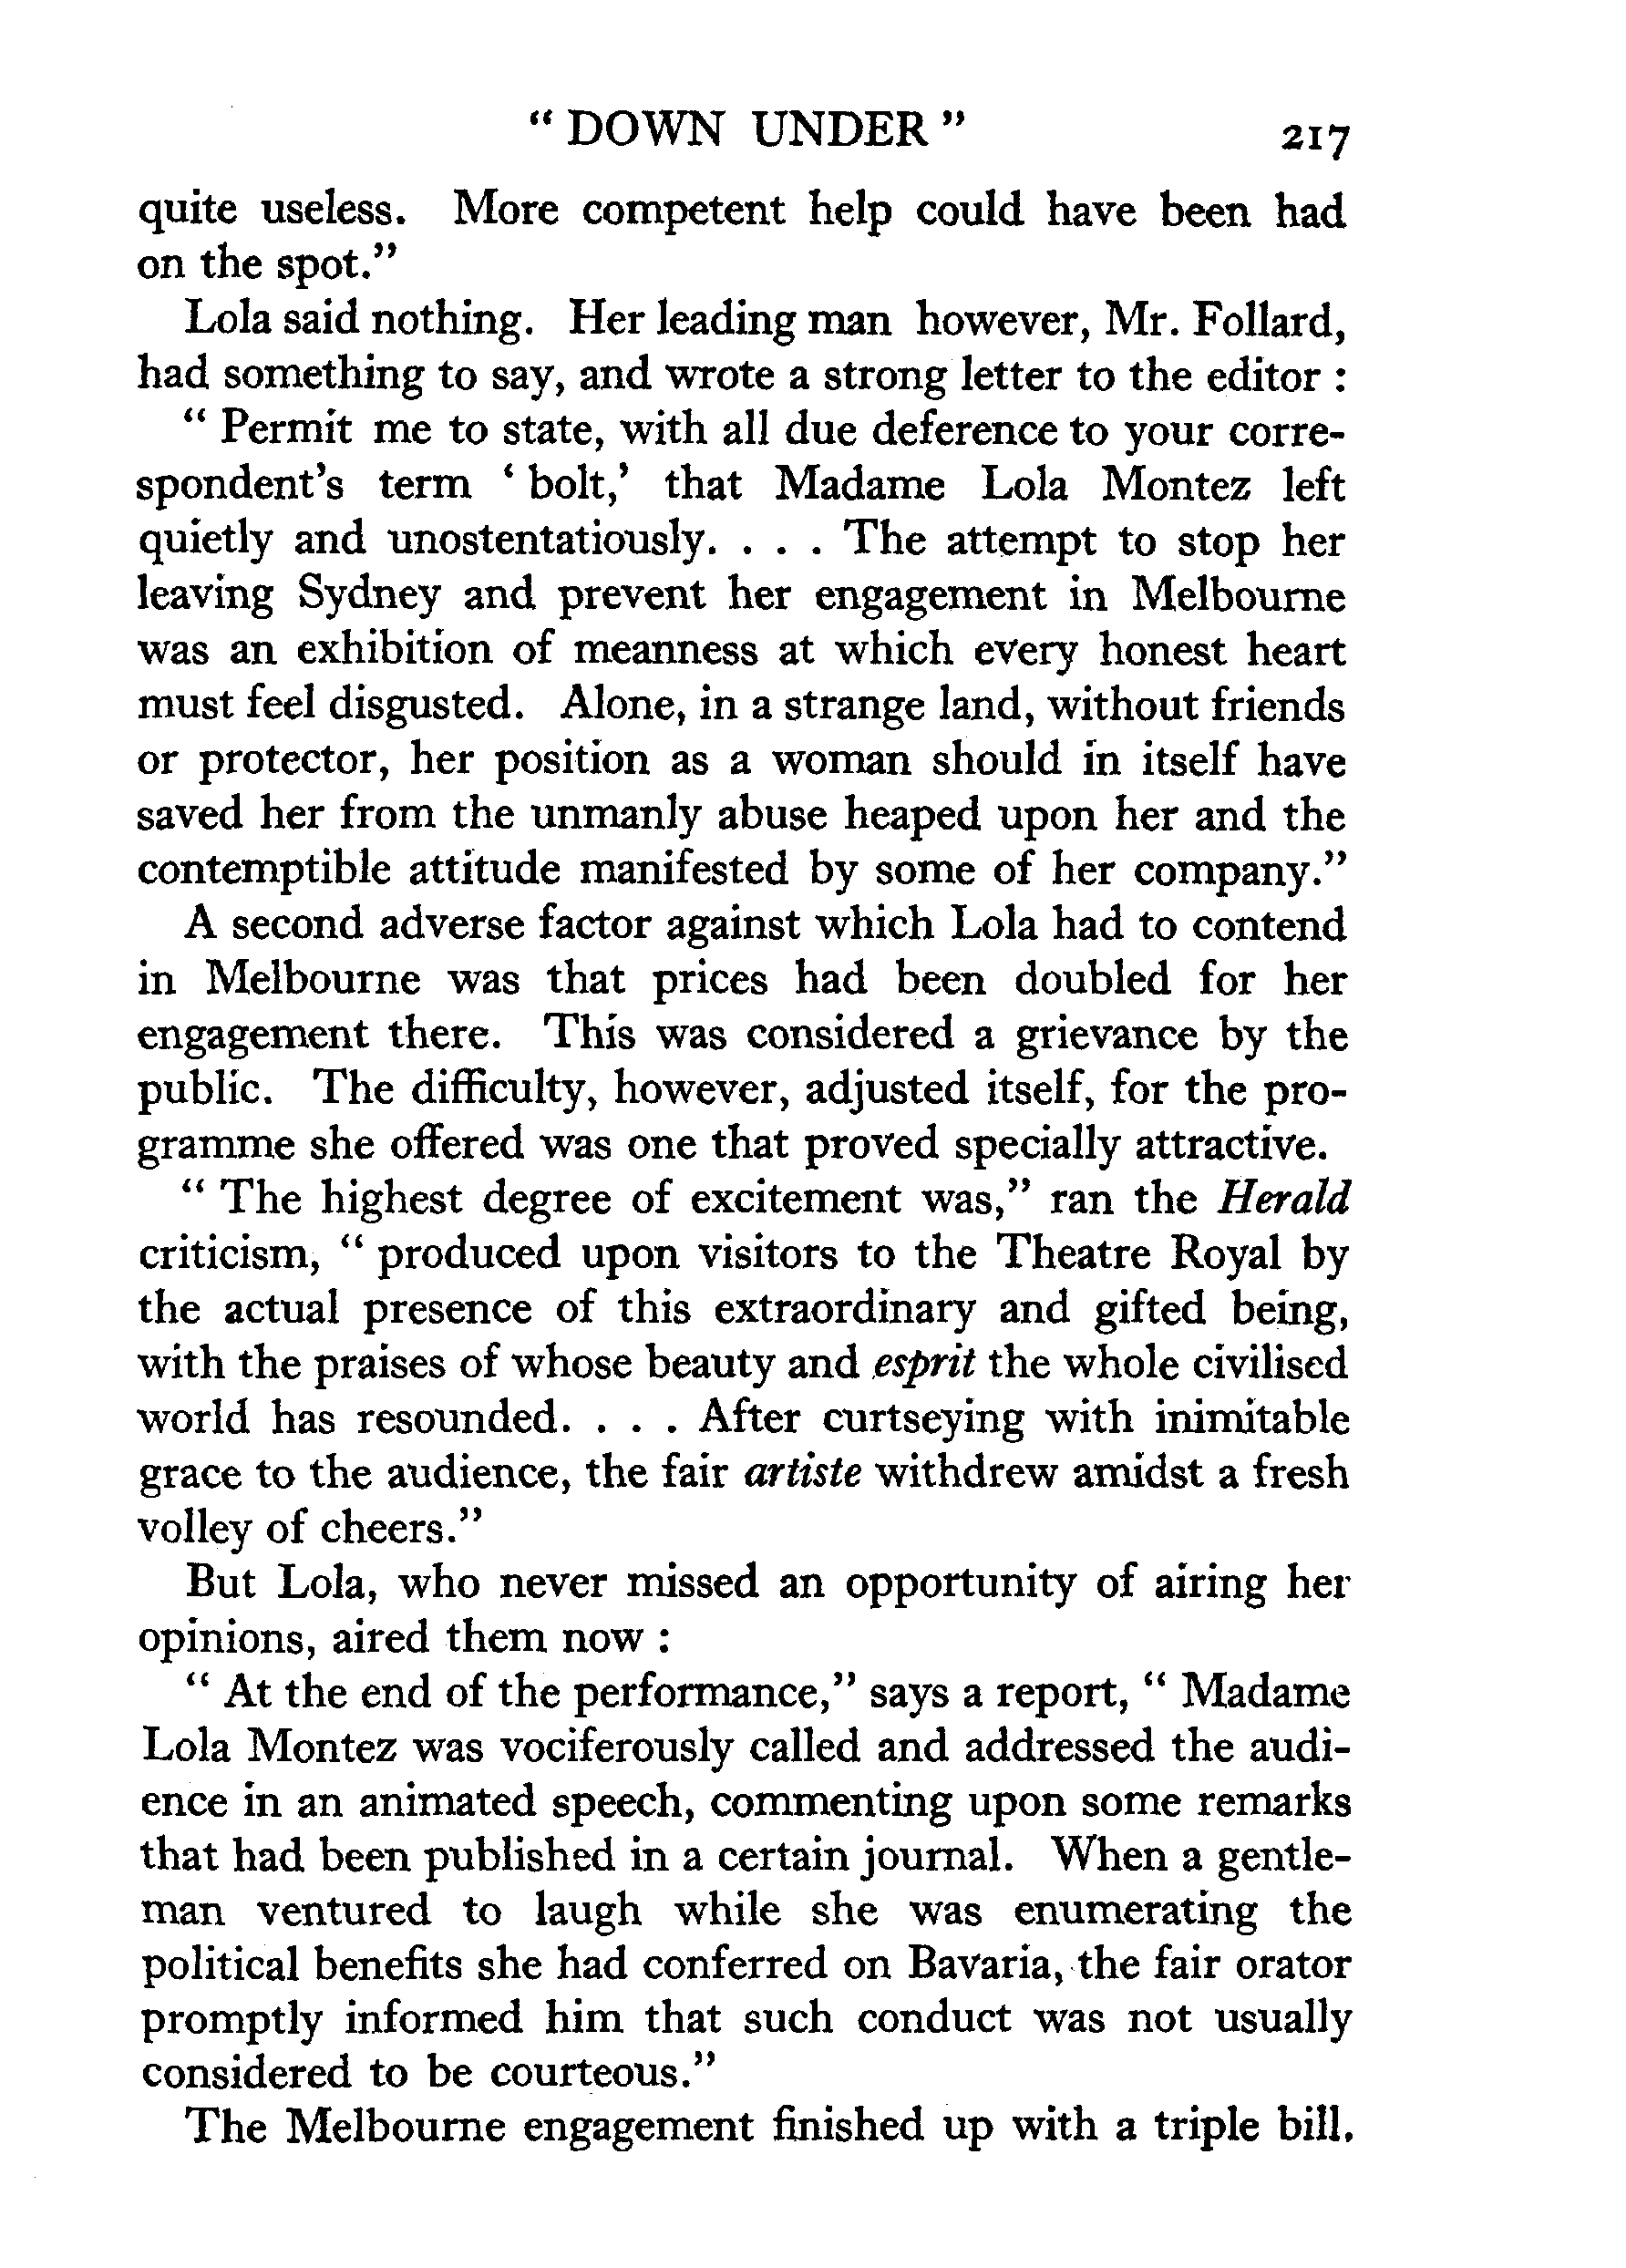 " DOWN UNDER " 217
quite useless. More competent help could have been had
on the spot."
Lola said nothing. Her leading man however, Mr. Follard,
had something to say, and wrote a strong letter to the editor :
" Permit me to state, with all due deference to your corre-
spondent's term ' bolt,' that Madame Lola Montez left
quietly and unostentatiously. . . . The attempt to stop her
leaving Sydney and prevent her engagement in Melbourne
was an exhibition of meanness at which every honest heart
must feel disgusted. Alone, in a strange land, without friends
or protector, her position as a woman should in itself have
saved her from the unmanly abuse heaped upon her and the
contemptible attitude manifested by some of her company."
A second adverse factor against which Lola had to contend
in Melbourne was that prices had been doubled for her
engagement there. This was considered a grievance by the
public. The difficulty, however, adjusted itself, for the pro-
gramme she offered was one that proved specially attractive.
" The highest degree of excitement was," ran the Herald
criticism, " produced upon visitors to the Theatre Royal by
the actual presence of this extraordinary and gifted being,
with the praises of whose beauty and esprit the whole civilised
world has resounded. . . . After curtseying with inimitable
grace to the audience, the fair artiste withdrew amidst a fresh
volley of cheers."
But Lola, who never missed an opportunity of airing her
opinions, aired them now :
" At the end of the performance," says a report, " Madame
Lola Montez was vociferously called and addressed the audi-
ence in an animated speech, commenting upon some remarks
that had been published in a certain journal. When a gentle-
man ventured to laugh while she was enumerating the
political benefits she had conferred on Bavaria, the fair orator
promptly informed him that such conduct was not usually
considered to be courteous."
The Melbourne engagement finished up with a triple bill.